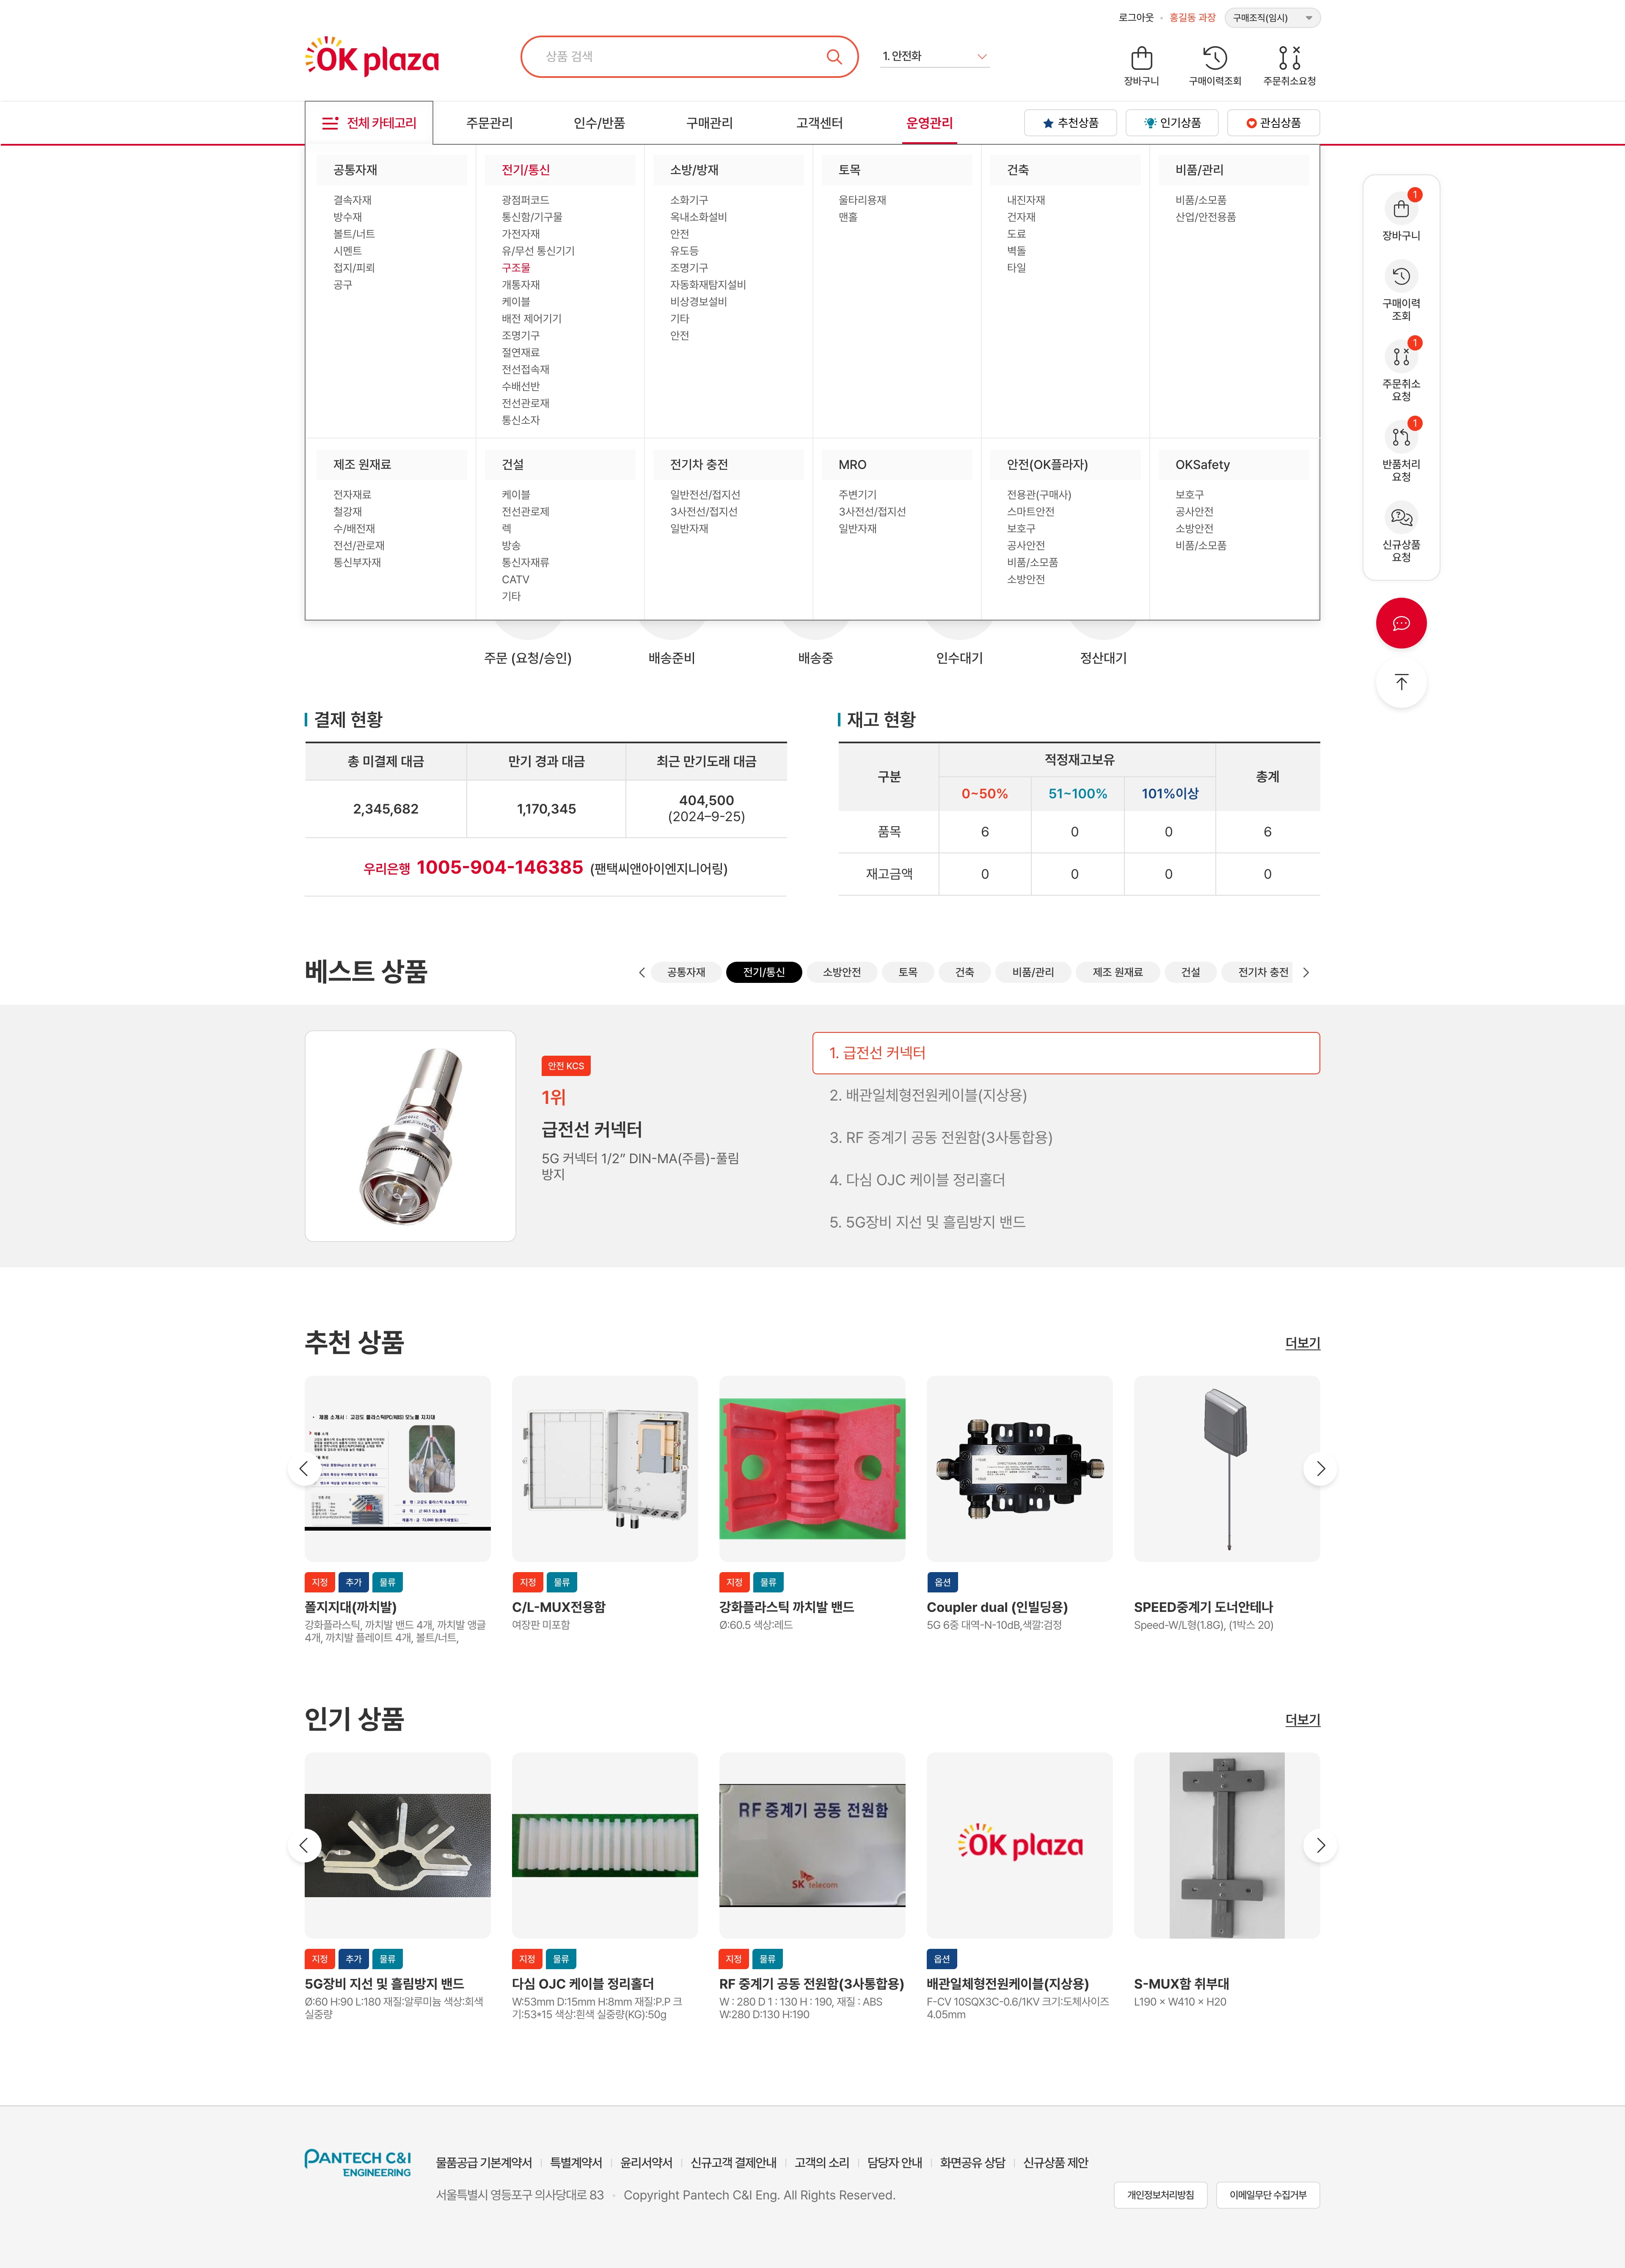 로그아웃 홍길동 과장 구매조직(임시)
OK plaza
상품 검색
1. 안전화
장바구니 구매이력조회 주문취소요청
전체 카테고리 주문관리 인수/반품 구매관리 고객센터 운영관리 추천상품 인기상품 관심상품
공통자재
결속자재
방수재
볼트/너트
시멘트
접지/피뢰
공구
전기/통신
광점퍼코드
통신함/기구물
가전자재
유/무선 통신기기
구조물
개통자재
케이블
배전 제어기기
조명기구
절연재료
전선접속재
수배선반
전선관로재
통신소자
소방/방재
소화기구
옥내소화설비
안전
유도등
조명기구
자동화재탐지설비
비상경보설비
기타
안전
토목
울타리용재
맨홀
건축
내진자재
건자재
도료
벽돌
타일
비품/관리
비품/소모품
산업/안전용품
제조 원재료
전자재료
철강재
수/배전재
전선/관로재
통신부자재
건설
케이블
전선관로제
렉
방송
통신자재류
CATV
기타
전기차 충전
일반전선/접지선
3사전선/접지선
일반자재
MRO
주변기기
3사전선/접지선
일반자재
안전(OK플라자)
전용관(구매사)
스마트안전
보호구
공사안전
비품/소모품
소방안전
OKSafety
보호구
공사안전
소방안전
비품/소모품
1
장바구니
구매이력
조회
1
주문취소
요청
1
반품처리
요청
신규상품
요청
주문 (요청/승인) 배송준비 배송중 인수대기 정산대기
결제 현황
총 미결제 대금 만기 경과 대금 최근 만기도래 대금
2,345,682 1,170,345 404,500
(2024–9-25)
우리은행 1005-904-146385 (팬택씨앤아이엔지니어링)
재고 현황
구분 적정재고보유 총계
0~50% 51~100% 101%이상
품목 6 0 0 6
재고금액 0 0 0 0
베스트 상품
공통자재 전기/통신 소방안전 토목 건축 비품/관리 제조 원재료 건설 전기차 충전
안전 KCS
1위
급전선 커넥터
5G 커넥터 1/2” DIN-MA(주름)-풀림
방지
1. 급전선 커넥터
2. 배관일체형전원케이블(지상용)
3. RF 중계기 공동 전원함(3사통합용)
4. 다심 OJC 케이블 정리홀더
5. 5G장비 지선 및 흘림방지 밴드
추천 상품 더보기
제품 소개서 : 고강도 플라스틱(PC/ABS) 모노폴 지지대
DIRECTIONAL COUPLER
지정 추가 물류
폴지지대(까치발)
강화플라스틱, 까치발 밴드 4개, 까치발 앵글
4개, 까치발 플레이트 4개, 볼트/너트,
지정 물류
C/L-MUX전용함
여장판 미포함
지정 물류
강화플라스틱 까치발 밴드
Ø:60.5 색상:레드
옵션
Coupler dual (인빌딩용)
5G 6중 대역-N-10dB,색깔:검정
SPEED중계기 도너안테나
Speed-W/L형(1.8G), (1박스 20)
인기 상품 더보기
RF 중계기 공동 전원함
SK telecom
OK plaza
지정 추가 물류
5G장비 지선 및 흘림방지 밴드
Ø:60 H:90 L:180 재질:알루미늄 색상:회색
실중량
지정 물류
다심 OJC 케이블 정리홀더
W:53mm D:15mm H:8mm 재질:P.P 크
기:53*15 색상:흰색 실중량(KG):50g
지정 물류
RF 중계기 공동 전원함(3사통합용)
W : 280 D 1 : 130 H : 190, 재질 : ABS
W:280 D:130 H:190
옵션
배관일체형전원케이블(지상용)
F-CV 10SQX3C-0.6/1KV 크기:도체사이즈
4.05mm
S-MUX함 취부대
L190 × W410 × H20
PANTECH C&I
ENGINEERING
물품공급 기본계약서 특별계약서 윤리서약서 신규고객 결제안내 고객의 소리 담당자 안내 화면공유 상담 신규상품 제안
서울특별시 영등포구 의사당대로 83 Copyright Pantech C&I Eng. All Rights Reserved.
개인정보처리방침 이메일무단 수집거부